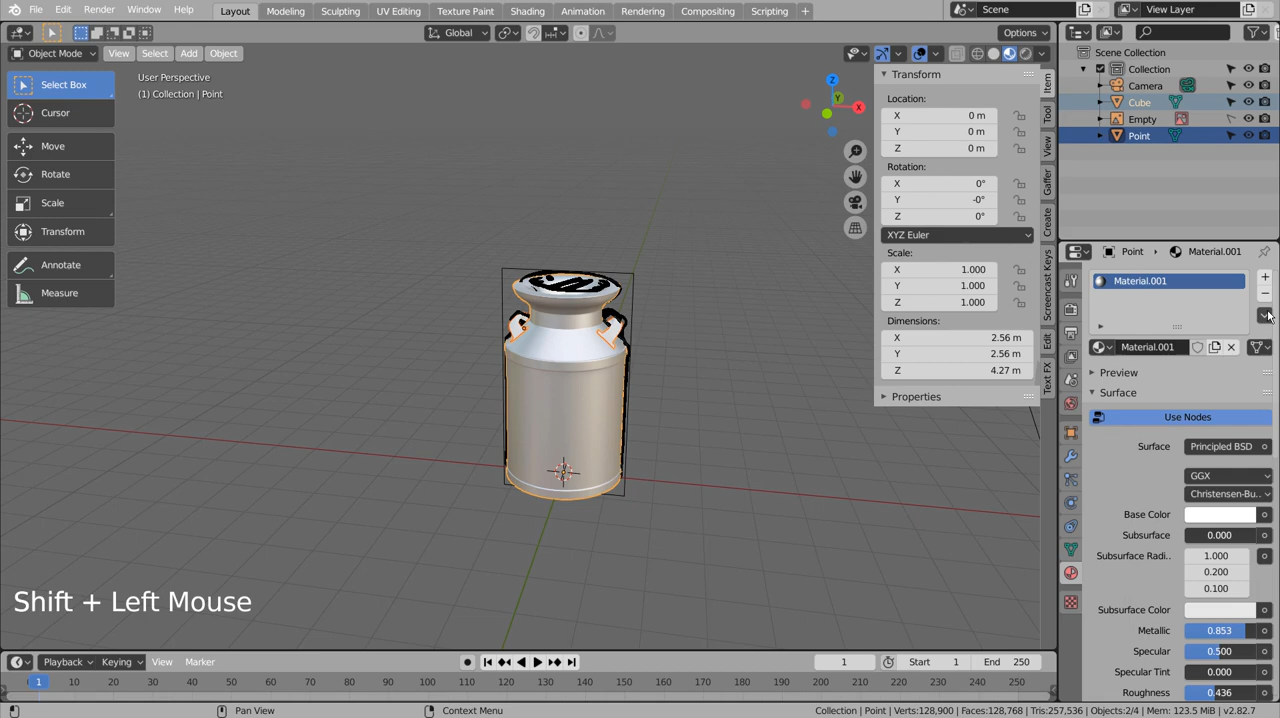 File Edit Render Window Help Layout Modeling Sculpting UV Editing Texture Paint Shading Animation Rendering Compositing Scripting + Scene View Layer
Global Options
Object Mode View Select Add Object
User Perspective
(1) Collection | Point
Select Box
Cursor
Move
Rotate
Scale
Transform
Annotate
Measure
Z
Y
X
Transform
Location:
X 0 m
Y 0 m
Z 0 m
Rotation:
X 0°
Y -0°
Z 0°
XYZ Euler
Scale:
X 1.000
Y 1.000
Z 1.000
Dimensions:
X 2.56 m
Y 2.56 m
Z 4.27 m
Properties
Item
Tool
View
Gaffer
Create
Screencast Keys
Edit
Text FX
Scene Collection
Collection
Camera
Cube
Empty
Point
Point Material.001
Material.001
Material.001
Preview
Surface
Use Nodes
Surface Principled BSD
GGX
Christensen-Bu..
Base Color
Subsurface 0.000
Subsurface Radi.. 1.000
0.200
0.100
Subsurface Color
Metallic 0.853
Specular 0.500
Specular Tint 0.000
Roughness 0.436
Shift + Left Mouse
Playback Keying View Marker 1 Start 1 End 250
1 10 20 30 40 50 60 70 80 90 100 110 120 130 140 150 160 170 180 190 200 210 220 230 240 250
Pan View Context Menu Collection | Point | Verts:128,900 | Faces:128,768 | Tris:257,536 | Objects:2/4 | Mem: 123.5 MiB | v2.82.7